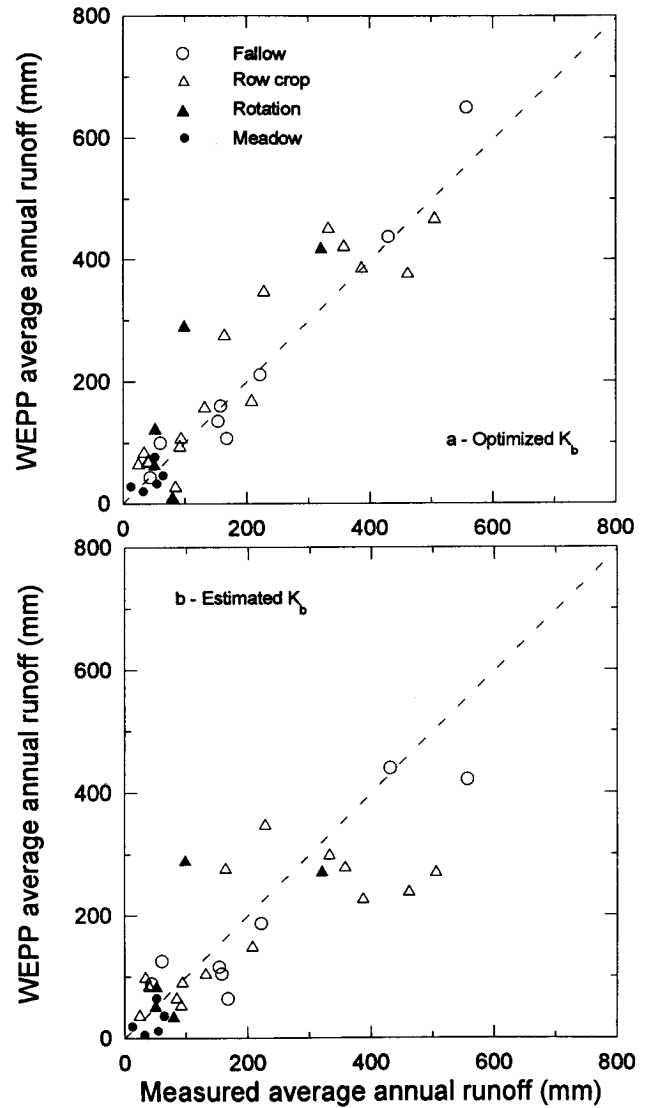 800
600
400
200
0
WEPP average annual runoff (mm)
Fallow
Row crop
Rotation
Meadow
a - Optimized K_b
0 200 400 600 800
800
600
400
200
0
WEPP average annual runoff (mm)
b - Estimated K_b
0 200 400 600 800
Measured average annual runoff (mm)